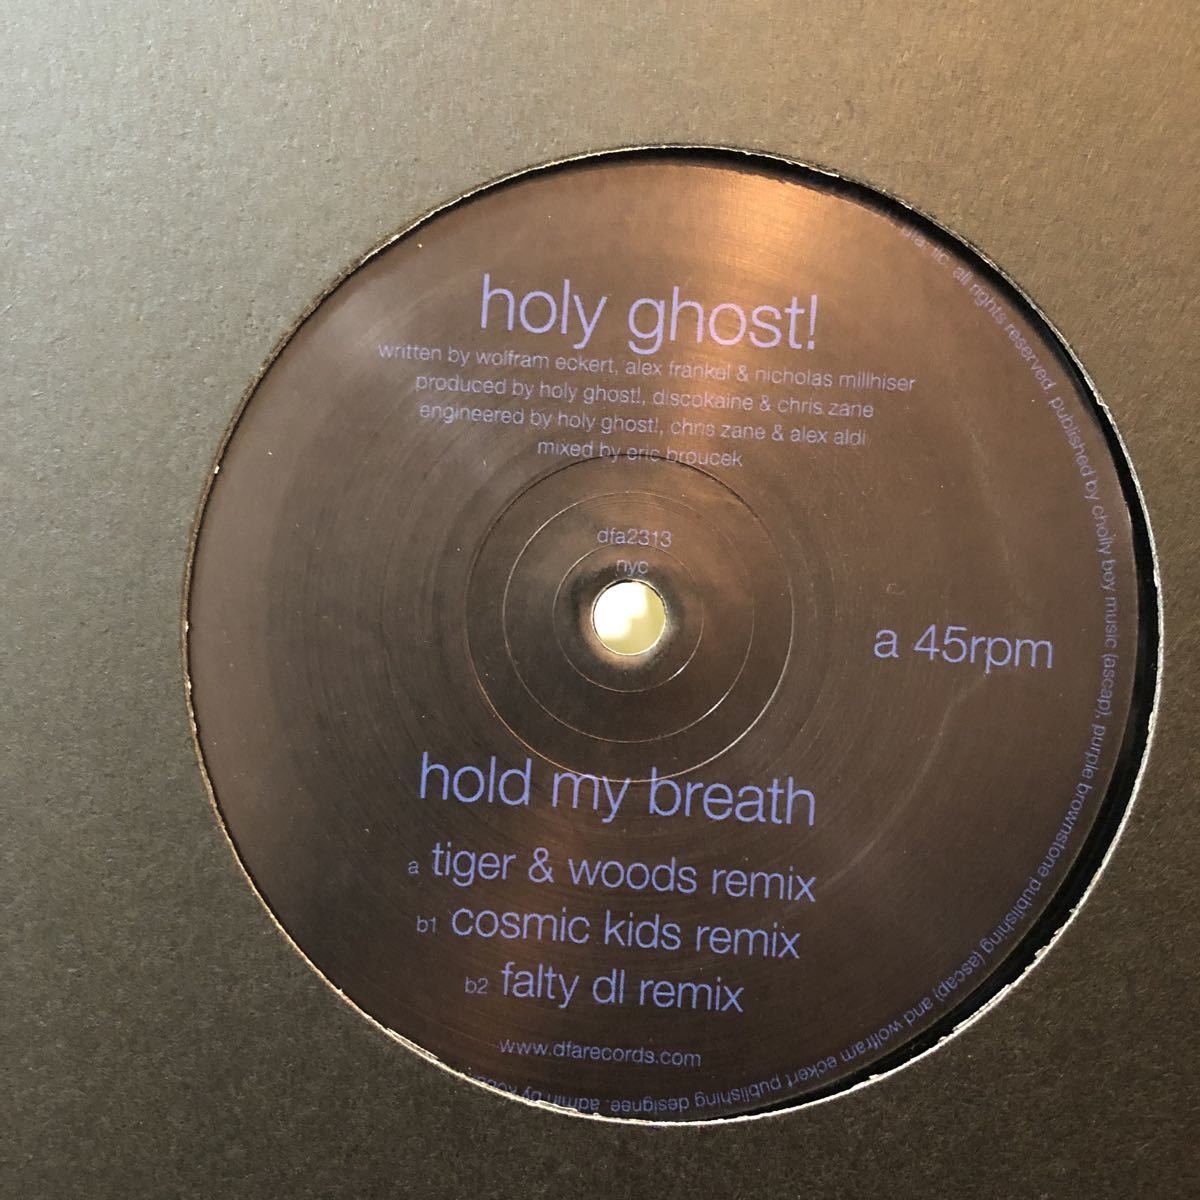 holy ghost!
written by wolfram eckert, alex frankel & nicholas millhiser
produced by holy ghost!, discokaine & chris zane
engineered by holy ghost!, chris zane & alex aldi
mixed by eric broucek
dfa2313
nyc
a 45rpm
hold my breath
a tiger & woods remix
b1 cosmic kids remix
b2 falty dl remix
www.dfarecords.com
llc. all rights reserved. published by cholly boy music (ascap), purple brownstone publishing (ascap) and wolfram eckert publishing designee. admin by